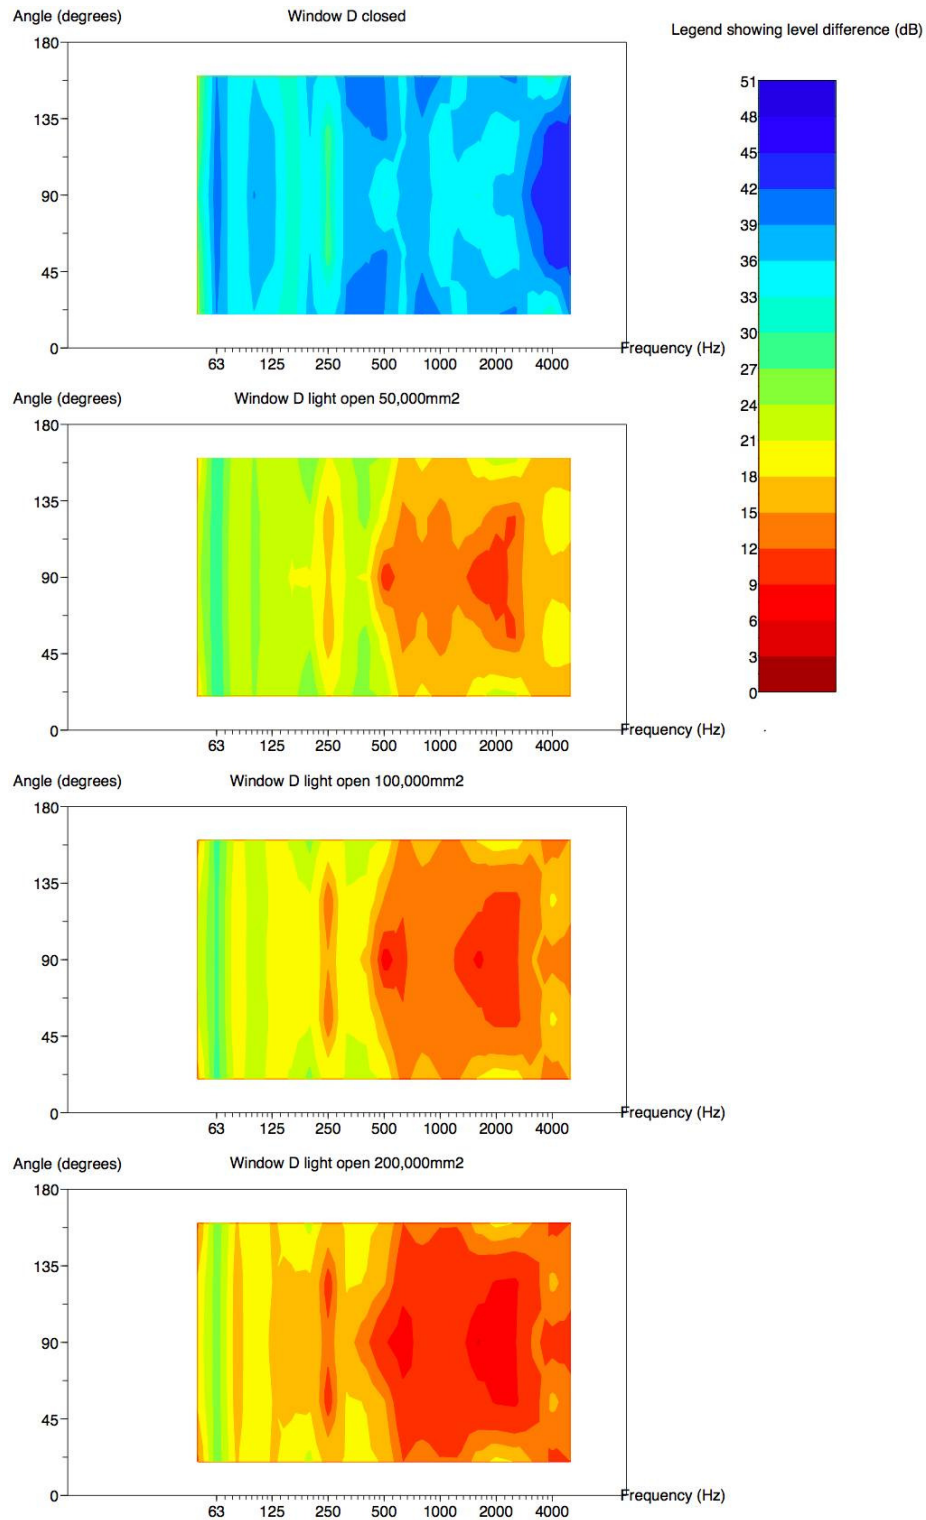 Angle (degrees) Window D closed
Legend showing level difference (dB)
180
135
90
45
0
63 125 250 500 1000 2000 4000
Frequency (Hz)
51
48
45
42
39
36
33
30
27
24
21
18
15
12
9
6
3
0
Angle (degrees) Window D light open 50,000mm2
180
135
90
45
0
63 125 250 500 1000 2000 4000
Frequency (Hz)
Angle (degrees) Window D light open 100,000mm2
180
135
90
45
0
63 125 250 500 1000 2000 4000
Frequency (Hz)
Angle (degrees) Window D light open 200,000mm2
180
135
90
45
0
63 125 250 500 1000 2000 4000
Frequency (Hz)